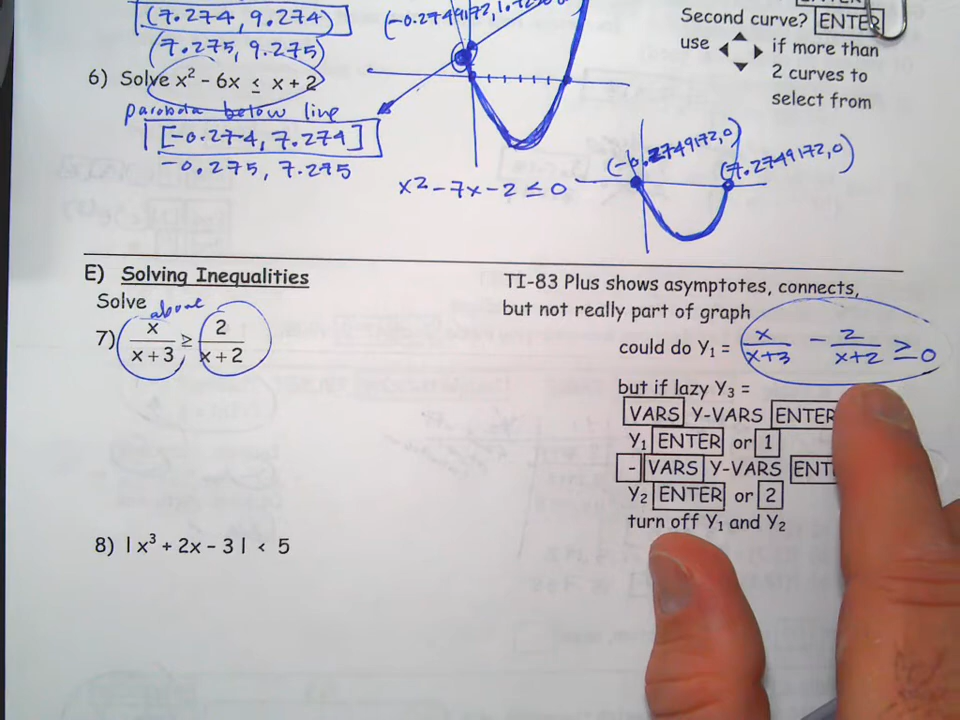 (7.274, 9.274)
(7.275, 9.275)
6) Solve x² - 6x ≤ x + 2
parabola below line
[-0.274, 7.274]
-0.275, 7.275
x² - 7x - 2 ≤ 0
(-0.2749172, 0)
(7.2749172, 0)
Second curve? ENTER
use if more than
2 curves to
select from
E) Solving Inequalities
Solve above
7) x/(x + 3) ≥ 2/(x + 2)
TI-83 Plus shows asymptotes, connects,
but not really part of graph
could do Y₁ = x/(x+3) - 2/(x+2) ≥ 0
but if lazy Y₃ =
VARS Y-VARS ENTER
Y₁ ENTER or 1
- VARS Y-VARS
Y₂ ENTER or 2
turn off Y₁ and Y₂
8) | x³ + 2x - 3 | < 5